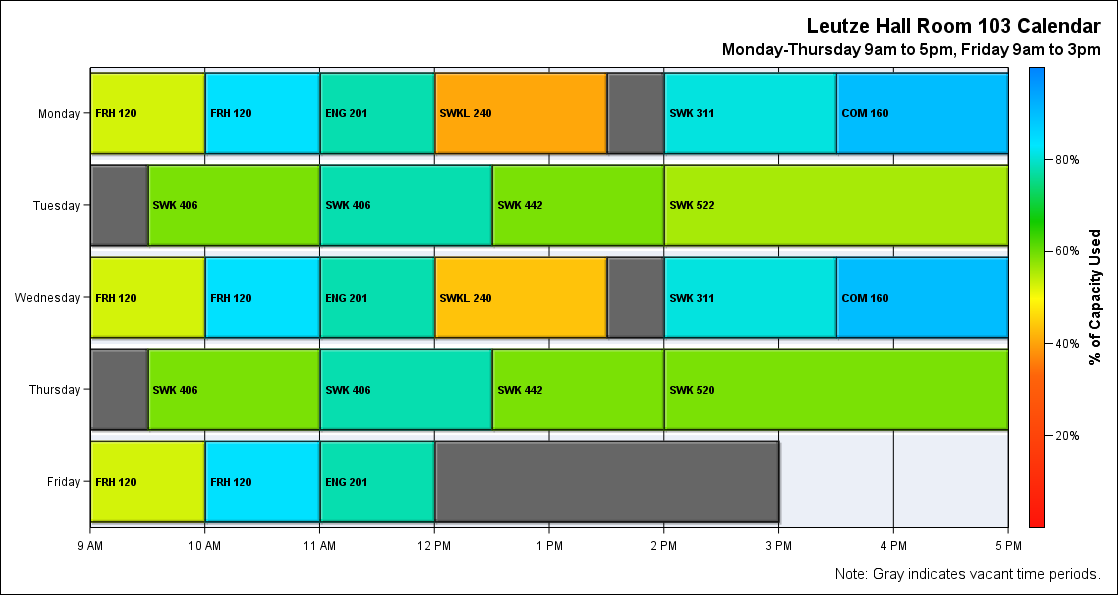 Leutze Hall Room 103 Calendar
Monday-Thursday 9am to 5pm, Friday 9am to 3pm
Monday FRH 120 FRH 120 ENG 201 SWKL 240 SWK 311 COM 160
80%
Tuesday SWK 406 SWK 406 SWK 442 SWK 522
60%
Wednesday FRH 120 FRH 120 ENG 201 SWKL 240 SWK 311 COM 160
% of Capacity Used
40%
Thursday SWK 406 SWK 406 SWK 442 SWK 520
20%
Friday FRH 120 FRH 120 ENG 201
9 AM 10 AM 11 AM 12 PM 1 PM 2 PM 3 PM 4 PM 5 PM
Note: Gray indicates vacant time periods.